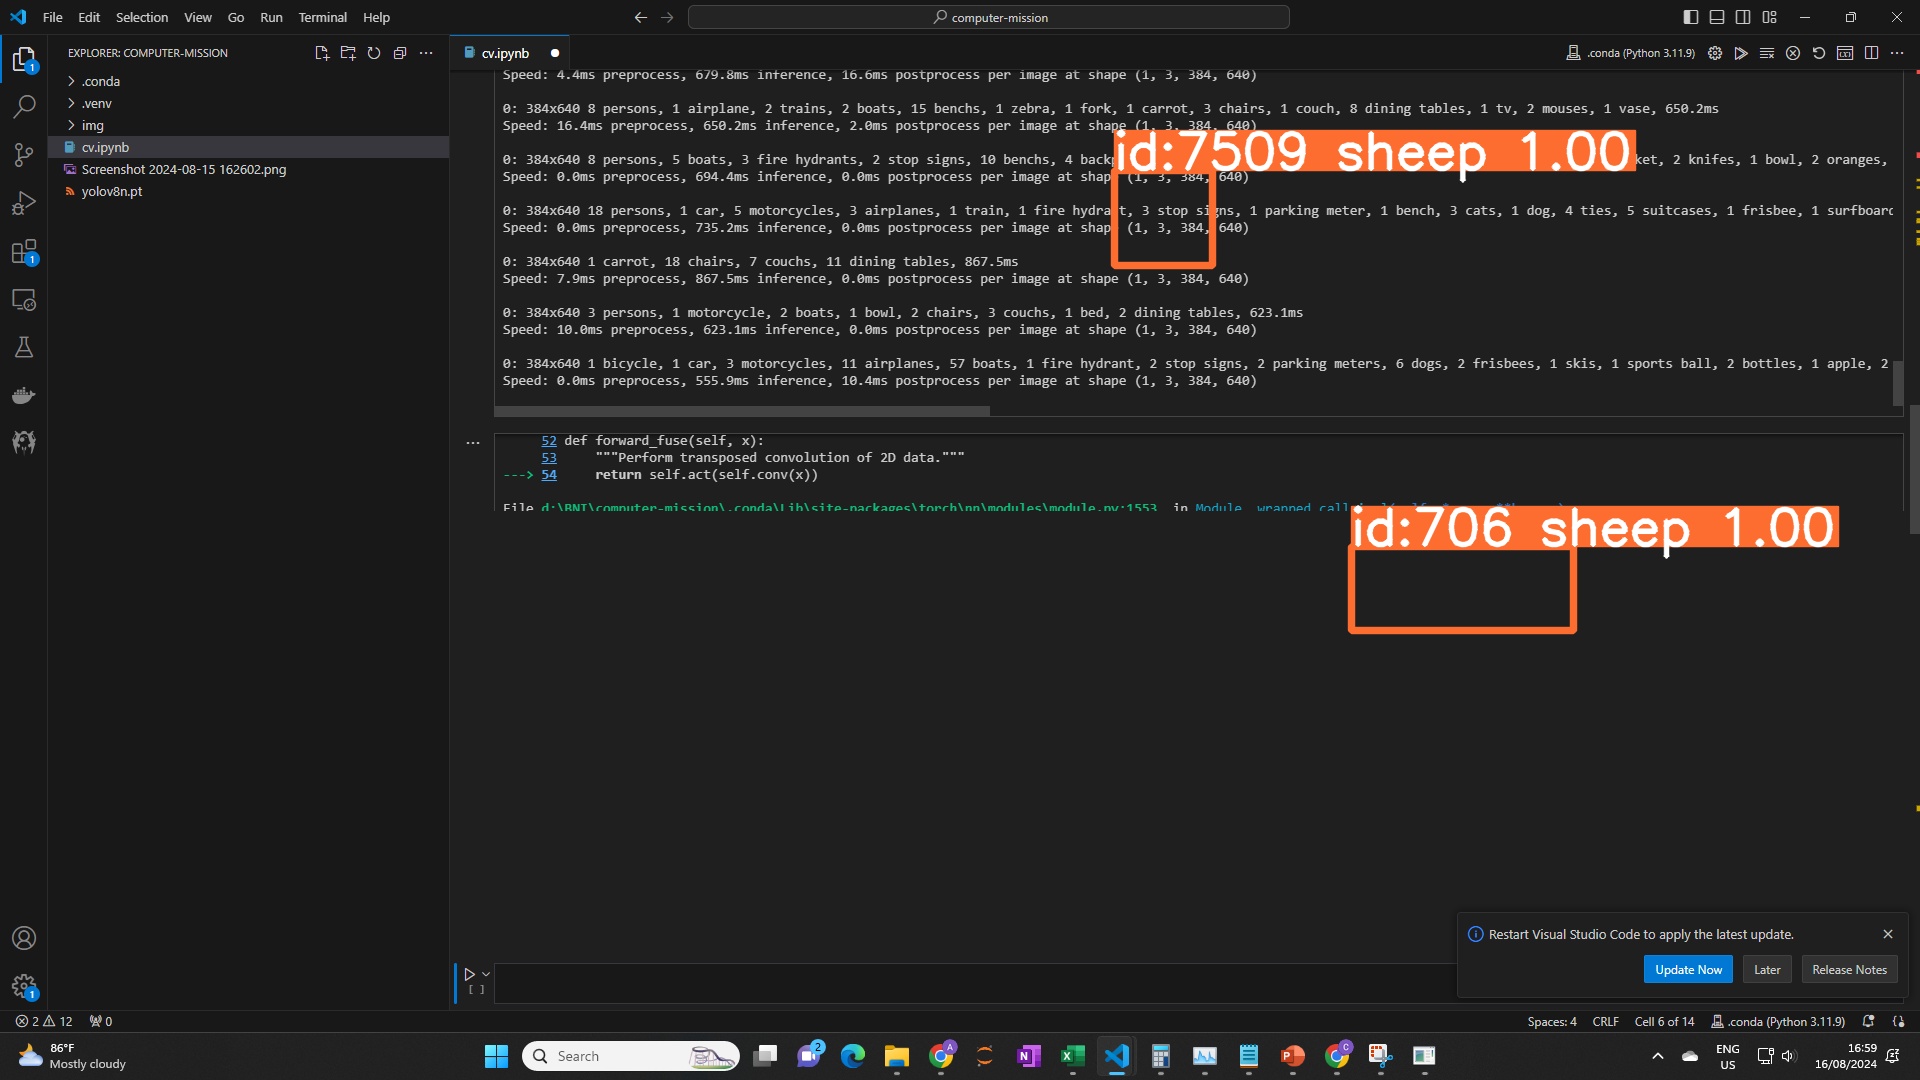 File Edit Selection View Go Run Terminal Help
computer-mission
EXPLORER: COMPUTER-MISSION
.conda
.venv
img
cv.ipynb
Screenshot 2024-08-15 162602.png
yolov8n.pt
cv.ipynb
.conda (Python 3.11.9)
Speed: 4.4ms preprocess, 679.8ms inference, 16.6ms postprocess per image at shape (1, 3, 384, 640)
0: 384x640 8 persons, 1 airplane, 2 trains, 2 boats, 15 benchs, 1 zebra, 1 fork, 1 carrot, 3 chairs, 1 couch, 8 dining tables, 1 tv, 2 mouses, 1 vase, 650.2ms
Speed: 16.4ms preprocess, 650.2ms inference, 2.0ms postprocess per image at shape (1, 3, 384, 640)
id:7509 sheep 1.00
0: 384x640 8 persons, 5 boats, 3 fire hydrants, 2 stop signs, 10 benchs, 4 2 knifes, 1 bowl, 2 oranges,
Speed: 0.0ms preprocess, 694.4ms inference, 0.0ms postprocess per image at shap (1, 3, 384, 640)
0: 384x640 18 persons, 1 car, 5 motorcycles, 3 airplanes, 1 train, 1 fire hydrant, 3 stop signs, 1 parking meter, 1 bench, 3 cats, 1 dog, 4 ties, 5 suitcases, 1 frisbee, 1 surfboard
Speed: 0.0ms preprocess, 735.2ms inference, 0.0ms postprocess per image at shap (1, 3, 384, 640)
0: 384x640 1 carrot, 18 chairs, 7 couchs, 11 dining tables, 867.5ms
Speed: 7.9ms preprocess, 867.5ms inference, 0.0ms postprocess per image at shape (1, 3, 384, 640)
0: 384x640 3 persons, 1 motorcycle, 2 boats, 1 bowl, 2 chairs, 3 couchs, 1 bed, 2 dining tables, 623.1ms
Speed: 10.0ms preprocess, 623.1ms inference, 0.0ms postprocess per image at shape (1, 3, 384, 640)
0: 384x640 1 bicycle, 1 car, 3 motorcycles, 11 airplanes, 57 boats, 1 fire hydrant, 2 stop signs, 2 parking meters, 6 dogs, 2 frisbees, 1 skis, 1 sports ball, 2 bottles, 1 apple, 2
Speed: 0.0ms preprocess, 555.9ms inference, 10.4ms postprocess per image at shape (1, 3, 384, 640)
52 def forward_fuse(self, x):
53 """Perform transposed convolution of 2D data."""
---> 54 return self.act(self.conv(x))
File d:\BNI\computer-mission\.conda\Lib\site-packages\torch\nn\modules\module.py:1553, in Module._wrapped_call
id:706 sheep 1.00
Restart Visual Studio Code to apply the latest update.
Update Now Later Release Notes
[ ]
2 12 0
Spaces: 4 CRLF Cell 6 of 14 .conda (Python 3.11.9)
86°F
Mostly cloudy
Search
ENG
US
16:59
16/08/2024